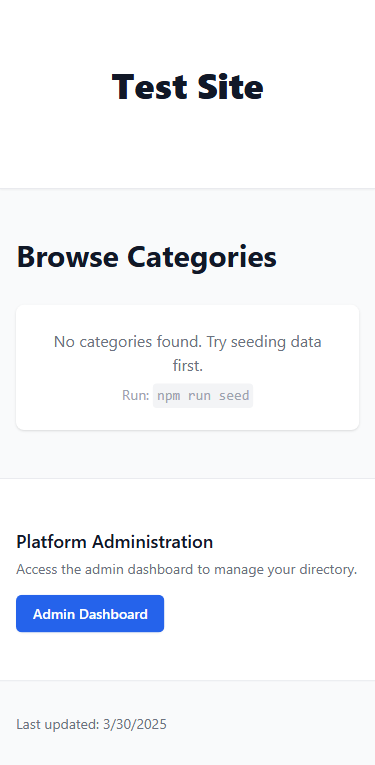 Test Site
Browse Categories
No categories found. Try seeding data
first.
Run: npm run seed
Platform Administration
Access the admin dashboard to manage your directory.
Admin Dashboard
Last updated: 3/30/2025